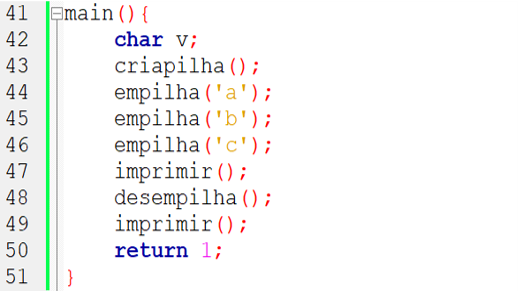 41 main(){
42 char v;
43 criapilha();
44 empilha('a');
45 empilha('b');
46 empilha('c');
47 imprimir();
48 desempilha();
49 imprimir();
50 return 1;
51 }